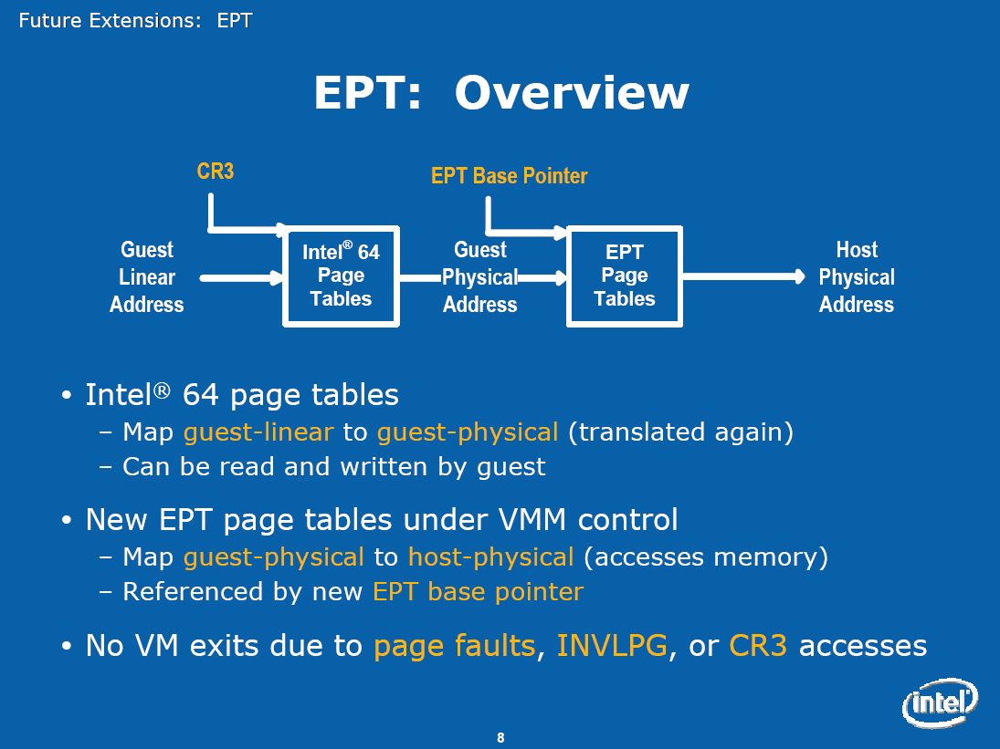 Future Extensions: EPT
EPT: Overview
CR3
EPT Base Pointer
Guest
Linear
Address
Intel® 64
Page
Tables
Guest
Physical
Address
EPT
Page
Tables
Host
Physical
Address
• Intel® 64 page tables
– Map guest-linear to guest-physical (translated again)
– Can be read and written by guest
• New EPT page tables under VMM control
– Map guest-physical to host-physical (accesses memory)
– Referenced by new EPT base pointer
• No VM exits due to page faults, INVLPG, or CR3 accesses
intel®
8